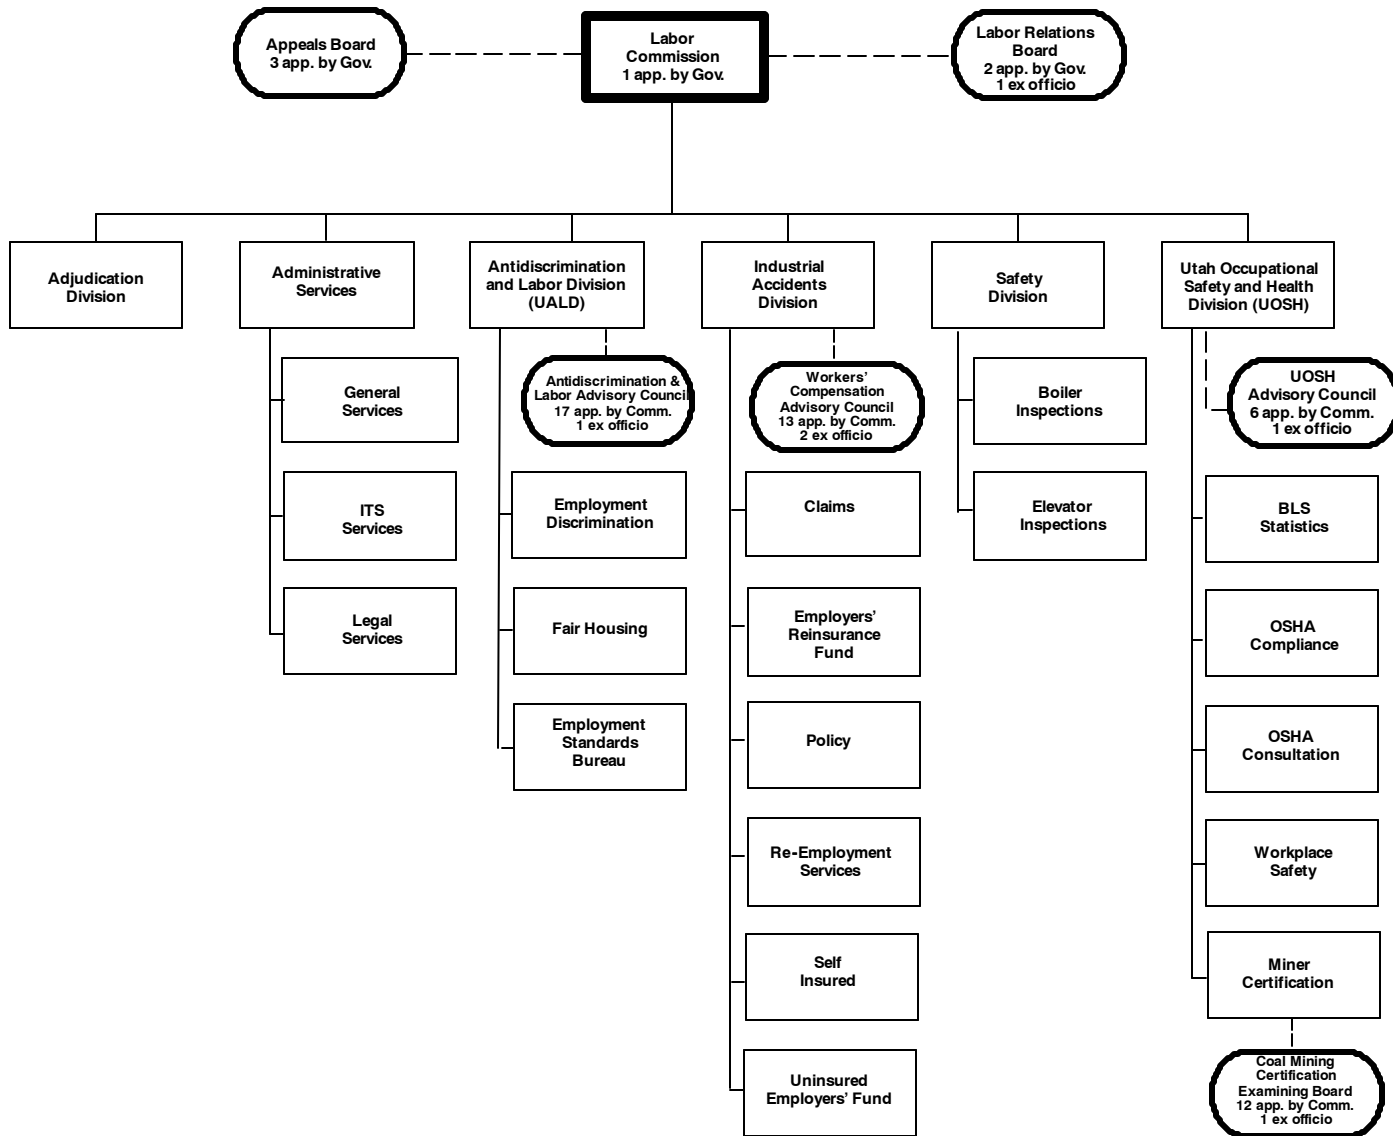 Appeals Board
3 app. by Gov.
Labor
Commission
1 app. by Gov.
Labor Relations
Board
2 app. by Gov.
1 ex officio
Adjudication
Division
Administrative
Services
Antidiscrimination
and Labor Division
(UALD)
Industrial
Accidents
Division
Safety
Division
Utah Occupational
Safety and Health
Division (UOSH)
General
Services
ITS
Services
Legal
Services
Antidiscrimination &
Labor Advisory Council
17 app. by Comm.
1 ex officio
Employment
Discrimination
Fair Housing
Employment
Standards
Bureau
Workers’
Compensation
Advisory Council
13 app. by Comm.
2 ex officio
Claims
Employers’
Reinsurance
Fund
Policy
Re-Employment
Services
Self
Insured
Uninsured
Employers’ Fund
Boiler
Inspections
Elevator
Inspections
UOSH
Advisory Council
6 app. by Comm.
1 ex officio
BLS
Statistics
OSHA
Compliance
OSHA
Consultation
Workplace
Safety
Miner
Certification
Coal Mining
Certification
Examining Board
12 app. by Comm.
1 ex officio